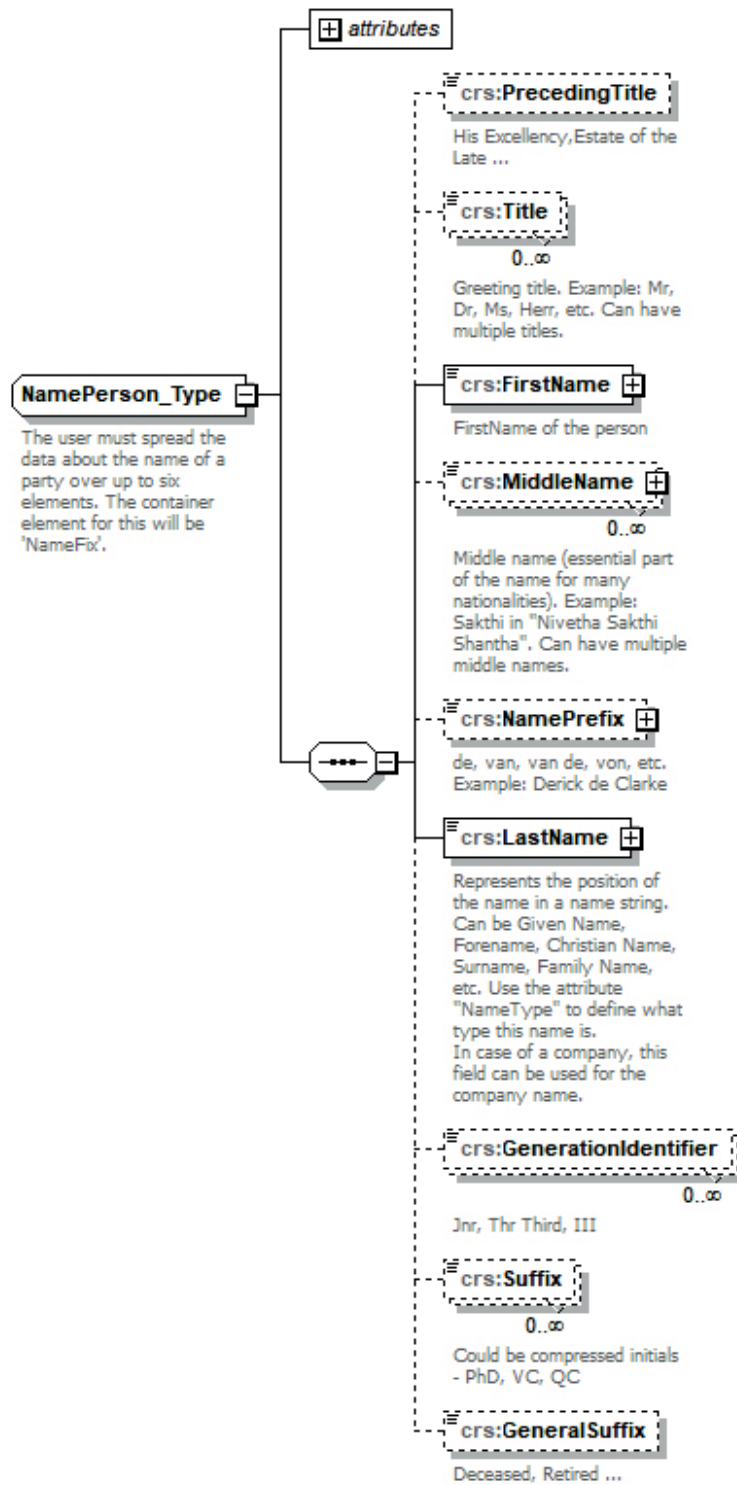 attributes
crs:PrecedingTitle
His Excellency,Estate of the
Late ...
crs:Title
0..∞
Greeting title. Example: Mr,
Dr, Ms, Herr, etc. Can have
multiple titles.
NamePerson_Type
The user must spread the
data about the name of a
party over up to six
elements. The container
element for this will be
'NameFix'.
crs:FirstName
FirstName of the person
crs:MiddleName
0..∞
Middle name (essential part
of the name for many
nationalities). Example:
Sakthi in "Nivetha Sakthi
Shantha". Can have multiple
middle names.
crs:NamePrefix
de, van, van de, von, etc.
Example: Derick de Clarke
crs:LastName
Represents the position of
the name in a name string.
Can be Given Name,
Forename, Christian Name,
Surname, Family Name,
etc. Use the attribute
"NameType" to define what
type this name is.
In case of a company, this
field can be used for the
company name.
crs:GenerationIdentifier
0..∞
Jnr, Thr Third, III
crs:Suffix
0..∞
Could be compressed initials
- PhD, VC, QC
crs:GeneralSuffix
Deceased, Retired ...